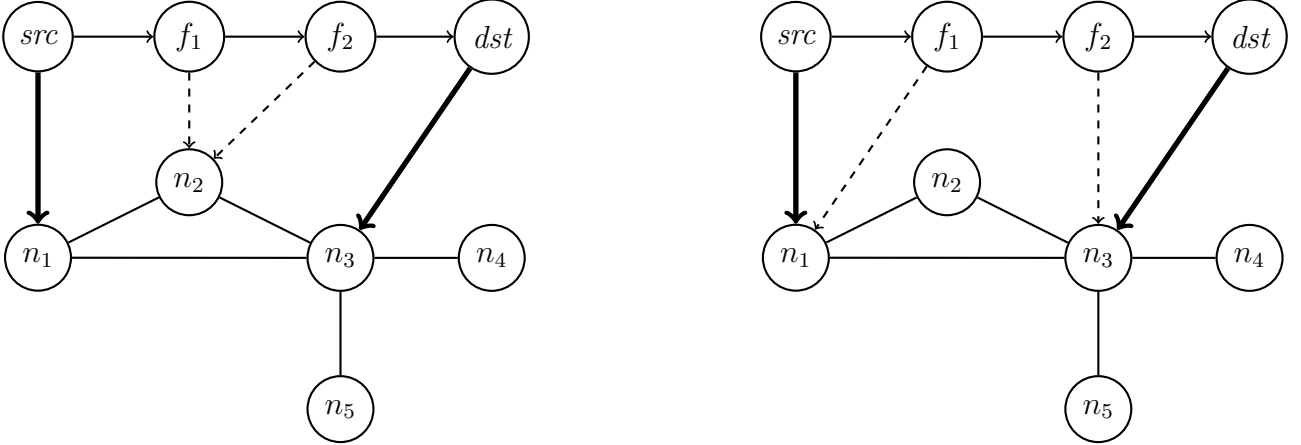 src f₁ f₂ dst
n₂
n₁ n₃ n₄
n₅
src f₁ f₂ dst
n₂
n₁ n₃ n₄
n₅